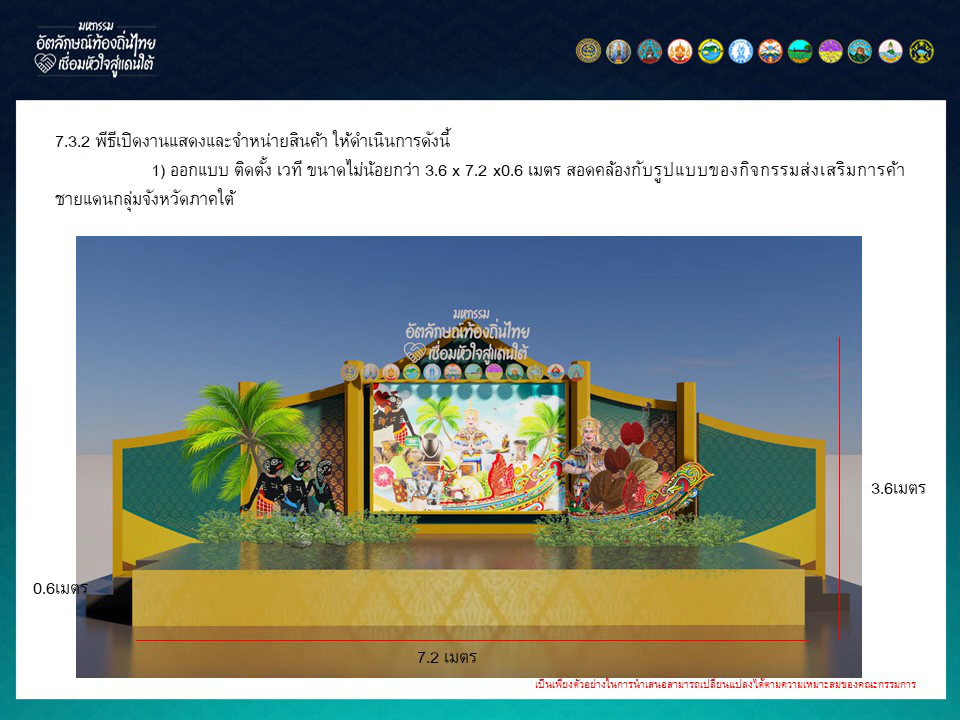 มหกรรม
อัตลักษณ์ท้องถิ่นไทย
เชื่อมหัวใจสู่แดนใต้
7.3.2 พีธีเปิดงานแสดงและจำหน่ายสินค้า ให้ดำเนินการดังนี้
1) ออกแบบ ติดตั้ง เวที ขนาดไม่น้อยกว่า 3.6 x 7.2 x0.6 เมตร สอดคล้องกับรูปแบบของกิจกรรมส่งเสริมการค้า
ชายแดนกลุ่มจังหวัดภาคใต้
มหกรรม
อัตลักษณ์ท้องถิ่นไทย
เชื่อมหัวใจสู่แดนใต้
3.6เมตร
0.6เมตร
7.2 เมตร
เป็นเพียงตัวอย่างในการนำเสนอสามารถเปลี่ยนแปลงได้ตามความเหมาะสมของคณะกรรมการ